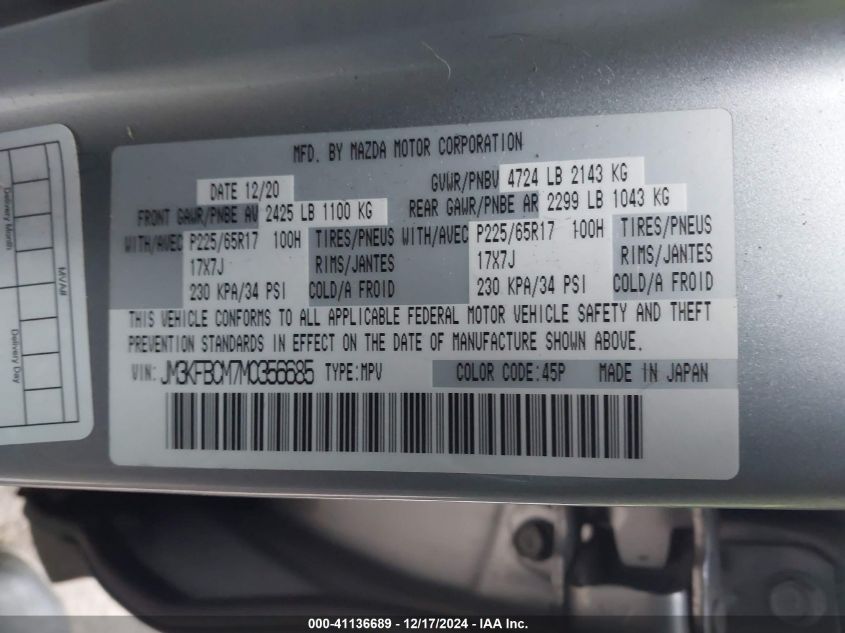 MFD. BY MAZDA MOTOR CORPORATION
DATE 12/20 GVWR/PNBV 4724 LB 2143 KG
FRONT GAWR/PNBE AV 2425 LB 1100 KG REAR GAWR/PNBE AR 2299 LB 1043 KG
WITH/AVEC P225/65R17 100H TIRES/PNEUS WITH/AVEC P225/65R17 100H TIRES/PNEUS
17X7J RIMS/JANTES 17X7J RIMS/JANTES
230 KPA/34 PSI COLD/A FROID 230 KPA/34 PSI COLD/A FROID
THIS VEHICLE CONFORMS TO ALL APPLICABLE FEDERAL MOTOR VEHICLE SAFETY AND THEFT
PREVENTION STANDARDS IN EFFECT ON THE DATE OF MANUFACTURE SHOWN ABOVE.
VIN: JM3KFBCM7M0356685 TYPE:MPV COLOR CODE:45P MADE IN JAPAN
Delivery Month
MVAII
Delivery Day
000-41136689 - 12/17/2024 - IAA Inc.